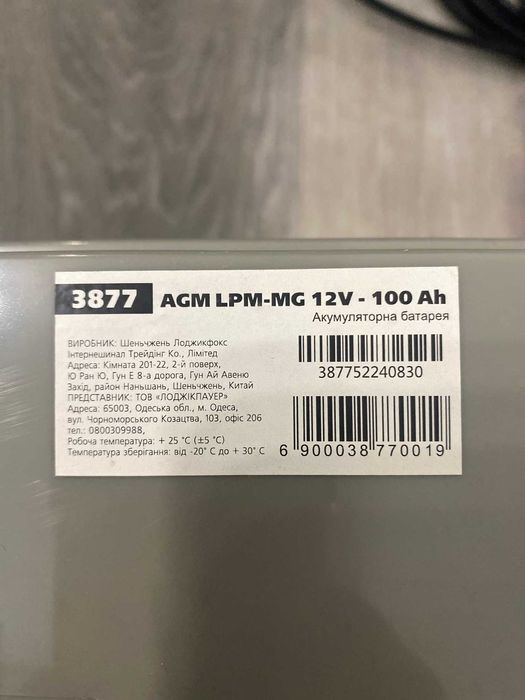 3877 AGM LPM-MG 12V - 100 Ah
Акумуляторна батарея
ВИРОБНИК: Шеньчжень Лоджикфокс
Інтернешинал Трейдінг Ко., Лімітед
Адреса: Кімната 201-22, 2-й поверх,
Ю Ран Ю, Гун Е 8-а дорога, Гун Ай Авеню
Захід, район Наньшань, Шеньчжень, Китай
ПРЕДСТАВНИК: ТОВ «ЛОДЖІКПАУЕР»
Адреса: 65003, Одеська обл., м. Одеса,
вул. Чорноморського Козацтва, 103, офіс 206
тел.: 0800309988,
Робоча температура: + 25 °C (±5 °C)
Температура зберігання: від -20° C до + 30° C
387752240830
6 900038 770019